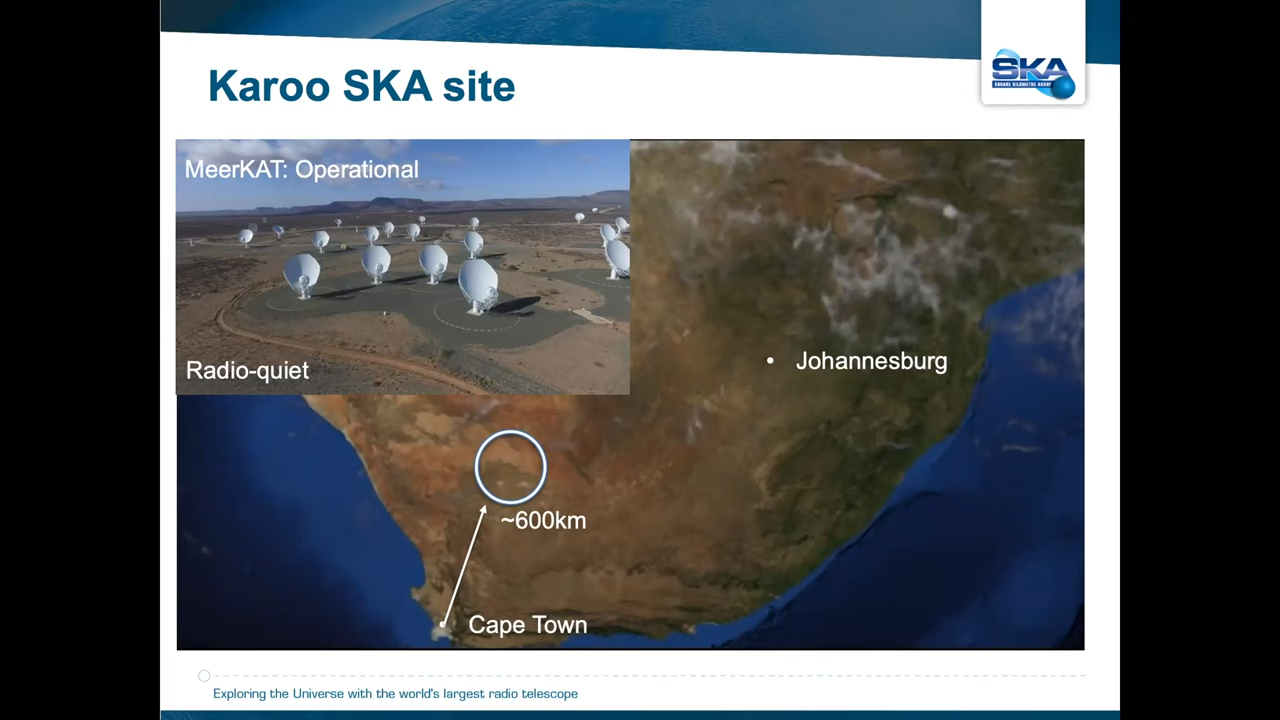 Karoo SKA site
SKA
SQUARE KILOMETRE ARRAY
MeerKAT: Operational
Radio-quiet
• Johannesburg
~600km
Cape Town
Exploring the Universe with the world's largest radio telescope